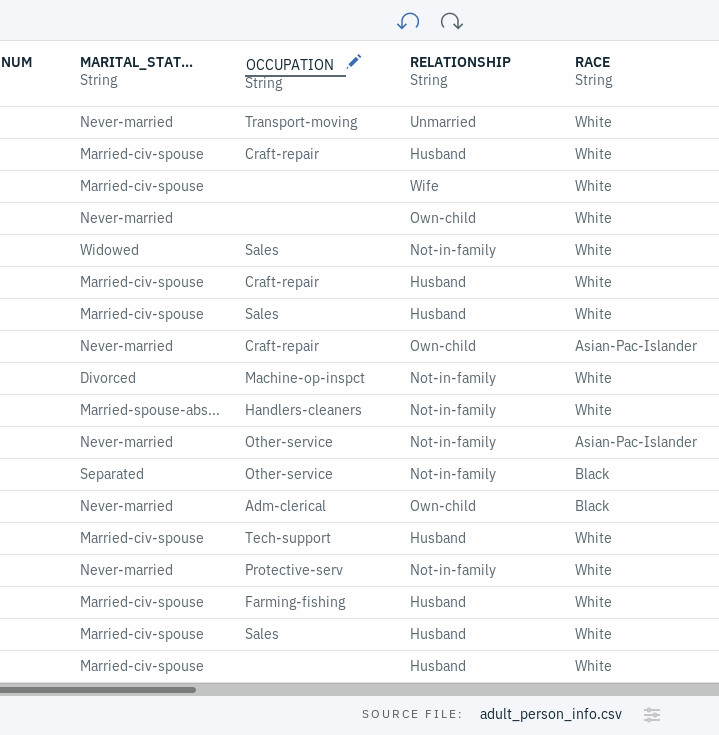 NUM MARITAL_STAT... OCCUPATION RELATIONSHIP RACE
String String String String
Never-married Transport-moving Unmarried White
Married-civ-spouse Craft-repair Husband White
Married-civ-spouse Wife White
Never-married Own-child White
Widowed Sales Not-in-family White
Married-civ-spouse Craft-repair Husband White
Married-civ-spouse Sales Husband White
Never-married Craft-repair Own-child Asian-Pac-Islander
Divorced Machine-op-inspct Not-in-family White
Married-spouse-abs... Handlers-cleaners Not-in-family White
Never-married Other-service Not-in-family Asian-Pac-Islander
Separated Other-service Not-in-family Black
Never-married Adm-clerical Own-child Black
Married-civ-spouse Tech-support Husband White
Never-married Protective-serv Not-in-family White
Married-civ-spouse Farming-fishing Husband White
Married-civ-spouse Sales Husband White
Married-civ-spouse Husband White
SOURCE FILE: adult_person_info.csv